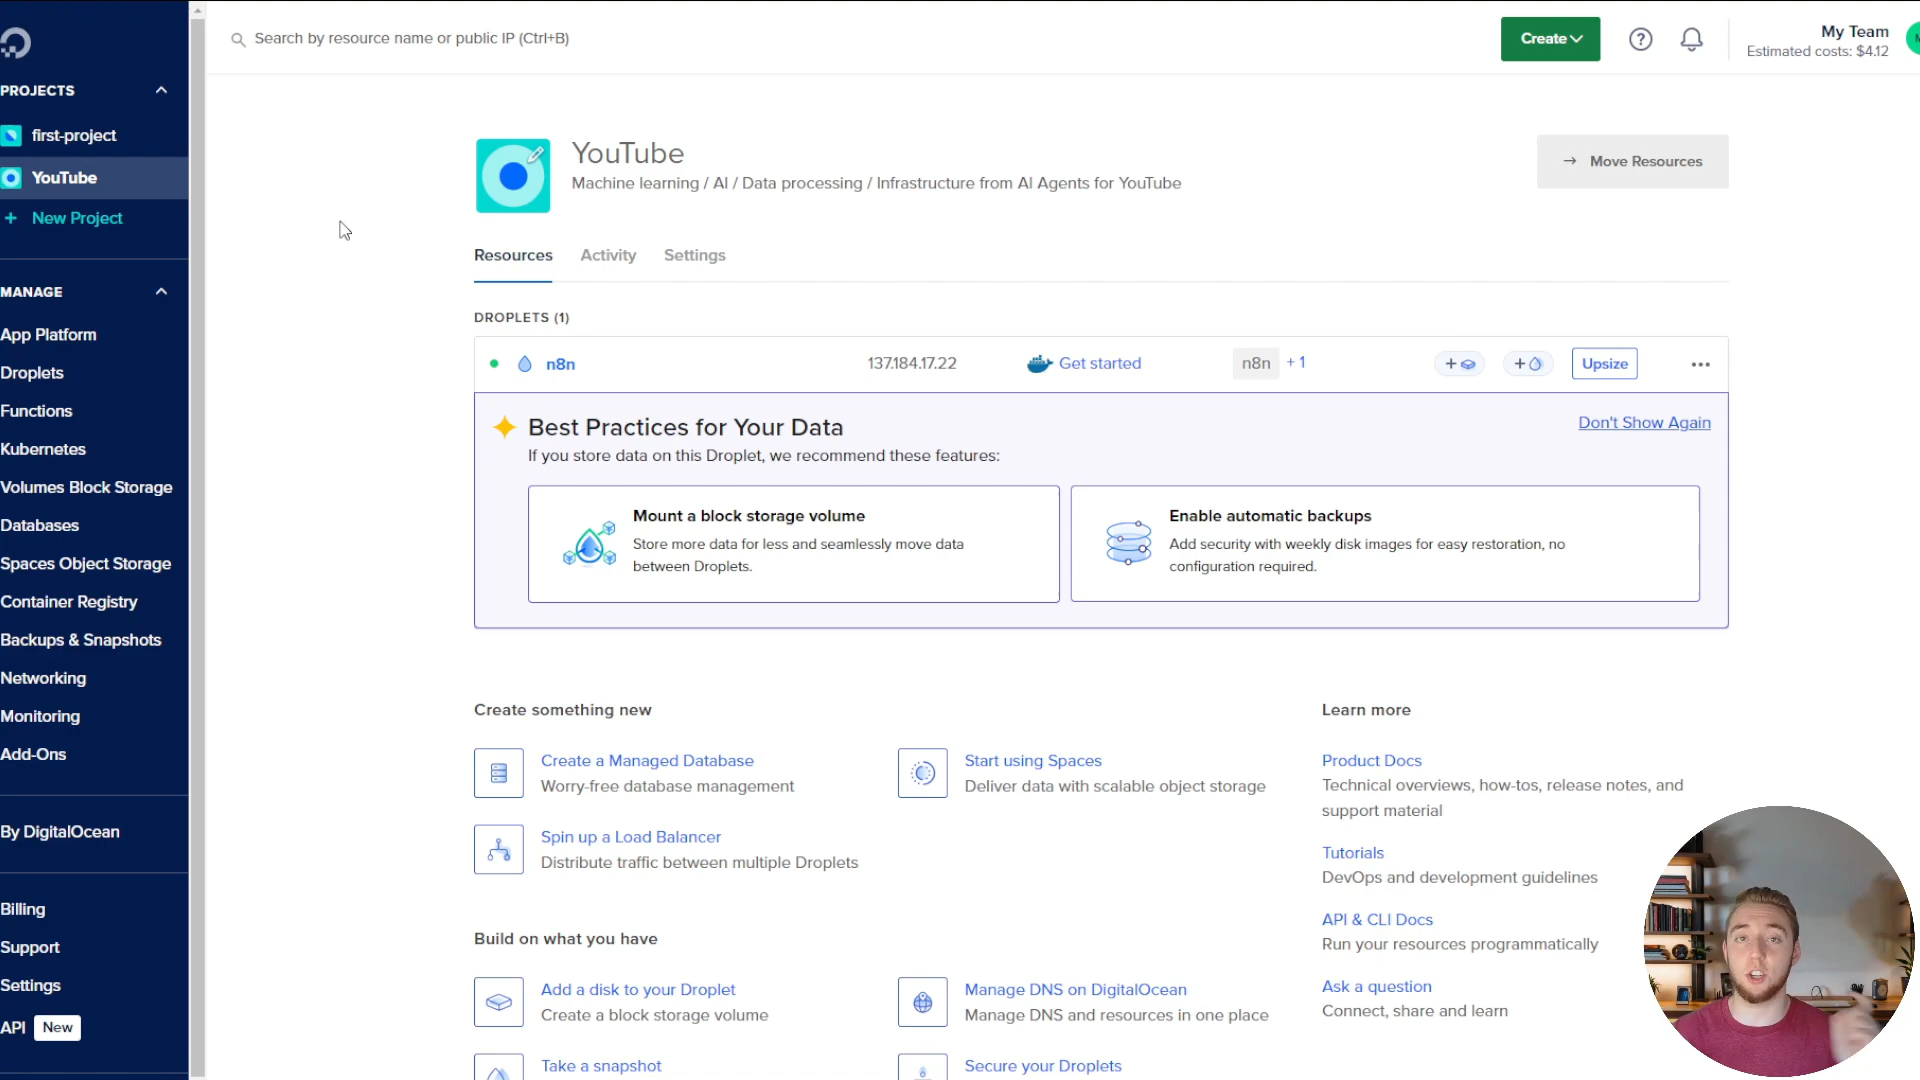 Search by resource name or public IP (Ctrl+B)
Create
My Team
Estimated costs: $4.12
PROJECTS
first-project
YouTube
+ New Project
MANAGE
App Platform
Droplets
Functions
Kubernetes
Volumes Block Storage
Databases
Spaces Object Storage
Container Registry
Backups & Snapshots
Networking
Monitoring
Add-Ons
By DigitalOcean
Billing
Support
Settings
API New
YouTube
Machine learning / AI / Data processing / Infrastructure from AI Agents for YouTube
→ Move Resources
Resources Activity Settings
DROPLETS (1)
n8n 137.184.17.22 Get started n8n + 1 + + Upsize
Best Practices for Your Data
Don't Show Again
If you store data on this Droplet, we recommend these features:
Mount a block storage volume
Store more data for less and seamlessly move data
between Droplets.
Enable automatic backups
Add security with weekly disk images for easy restoration, no
configuration required.
Create something new
Create a Managed Database
Worry-free database management
Start using Spaces
Deliver data with scalable object storage
Spin up a Load Balancer
Distribute traffic between multiple Droplets
Build on what you have
Add a disk to your Droplet
Create a block storage volume
Manage DNS on DigitalOcean
Manage DNS and resources in one place
Take a snapshot
Secure your Droplets
Learn more
Product Docs
Technical overviews, how-tos, release notes, and
support material
Tutorials
DevOps and development guidelines
API & CLI Docs
Run your resources programmatically
Ask a question
Connect, share and learn